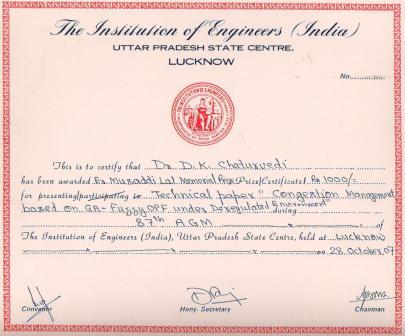 The Institution of Engineers (India)
UTTAR PRADESH STATE CENTRE,
LUCKNOW
No.............
This is to certify that Dr D. K. Chaturvedi
has been awarded Er Musaddi Lal Memorial Prize/Certificate/ Rs 1000/-
for presenting/participating in Technical paper "Congestion Management
based on GA-Fuzzy OPF under Deregulated Environment" during
87th AGM x x of
The Institution of Engineers (India), Uttar Pradesh State Centre, held at Lucknow
x x x x on 28 October 07
Convenor Hony. Secretary Chairman